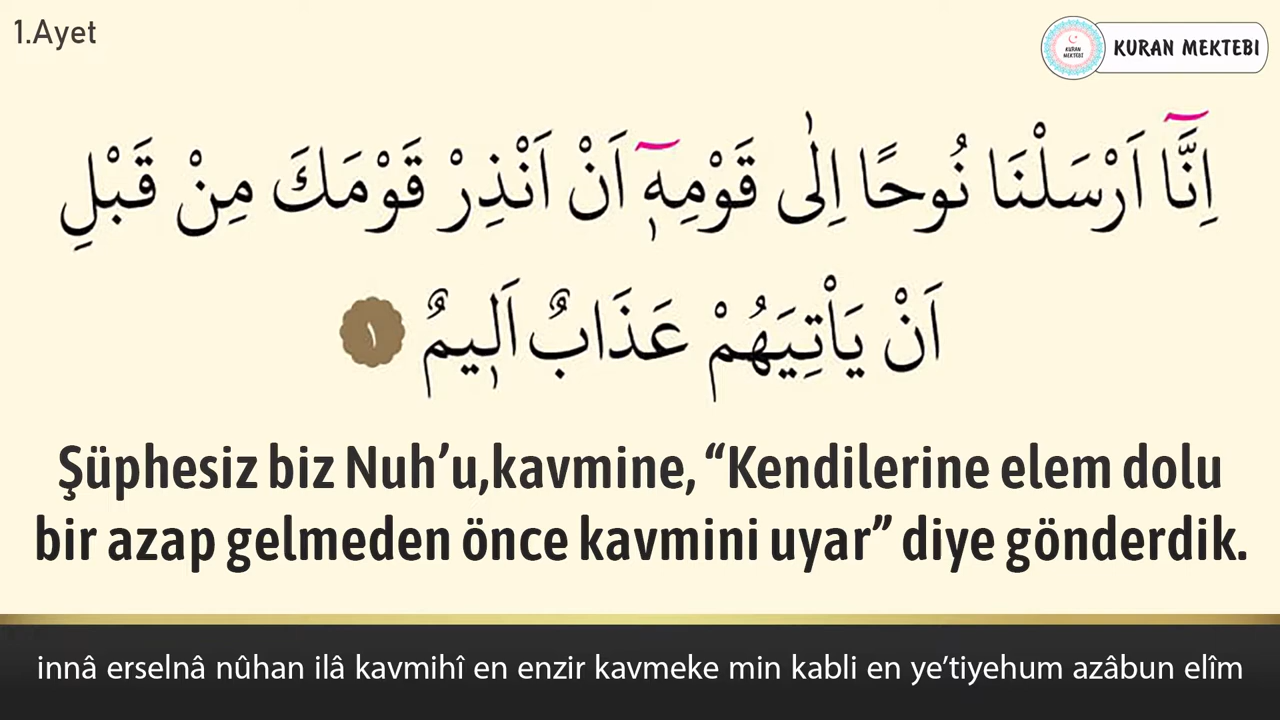 1.Ayet
KURAN MEKTEBI
KURAN MEKTEBI
اِنَّٓا اَرْسَلْنَا نُوحًا اِلٰى قَوْمِه۪ٓ اَنْ اَنْذِرْ قَوْمَكَ مِنْ قَبْلِ
اَنْ يَأْتِيَهُمْ عَذَابٌ اَل۪يمٌ ١
Şüphesiz biz Nuh’u,kavmine, “Kendilerine elem dolu
bir azap gelmeden önce kavmini uyar” diye gönderdik.
innâ erselnâ nûhan ilâ kavmihî en enzir kavmeke min kabli en ye’tiyehum azâbun elîm